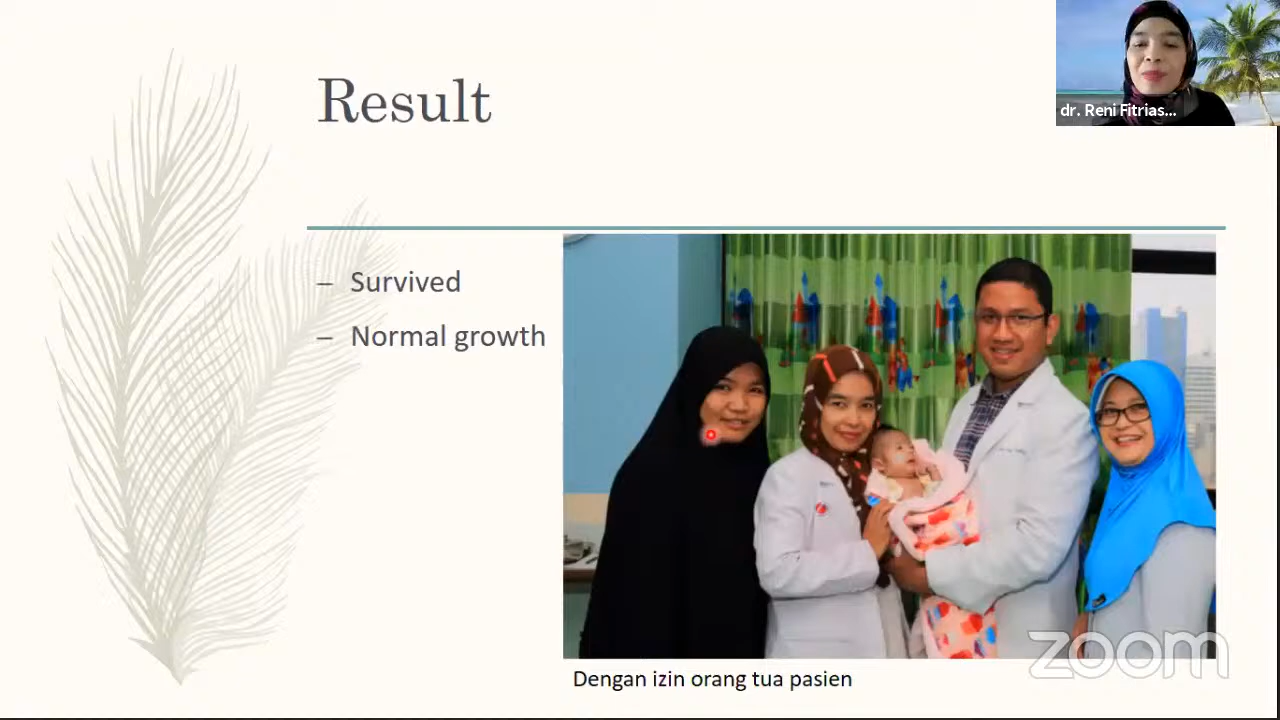 Result
dr. Reni Fitrias...
– Survived
– Normal growth
zoom
Dengan izin orang tua pasien